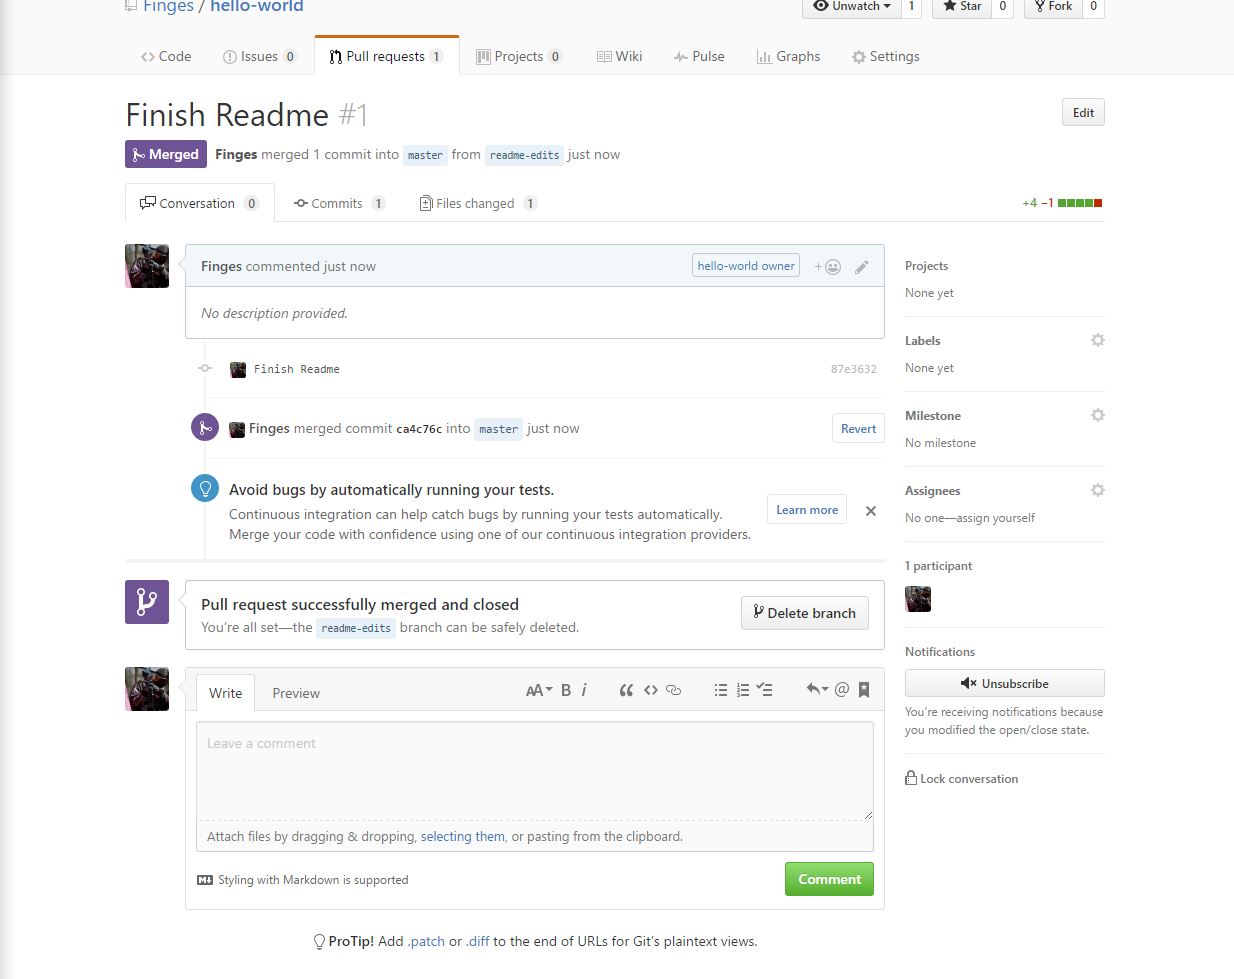 Finges / hello-world
Unwatch 1 Star 0 Fork 0
Code Issues 0 Pull requests 1 Projects 0 Wiki Pulse Graphs Settings
Finish Readme #1
Edit
Merged Finges merged 1 commit into master from readme-edits just now
Conversation 0 Commits 1 Files changed 1
+4 −1
Finges commented just now
hello-world owner
No description provided.
Finish Readme 87e3632
Finges merged commit ca4c76c into master just now
Revert
Avoid bugs by automatically running your tests.
Continuous integration can help catch bugs by running your tests automatically.
Merge your code with confidence using one of our continuous integration providers.
Learn more
Pull request successfully merged and closed
You're all set—the readme-edits branch can be safely deleted.
Delete branch
Write Preview
AA B i
Leave a comment
Attach files by dragging & dropping, selecting them, or pasting from the clipboard.
Styling with Markdown is supported
Comment
ProTip! Add .patch or .diff to the end of URLs for Git's plaintext views.
Projects
None yet
Labels
None yet
Milestone
No milestone
Assignees
No one—assign yourself
1 participant
Notifications
Unsubscribe
You're receiving notifications because
you modified the open/close state.
Lock conversation